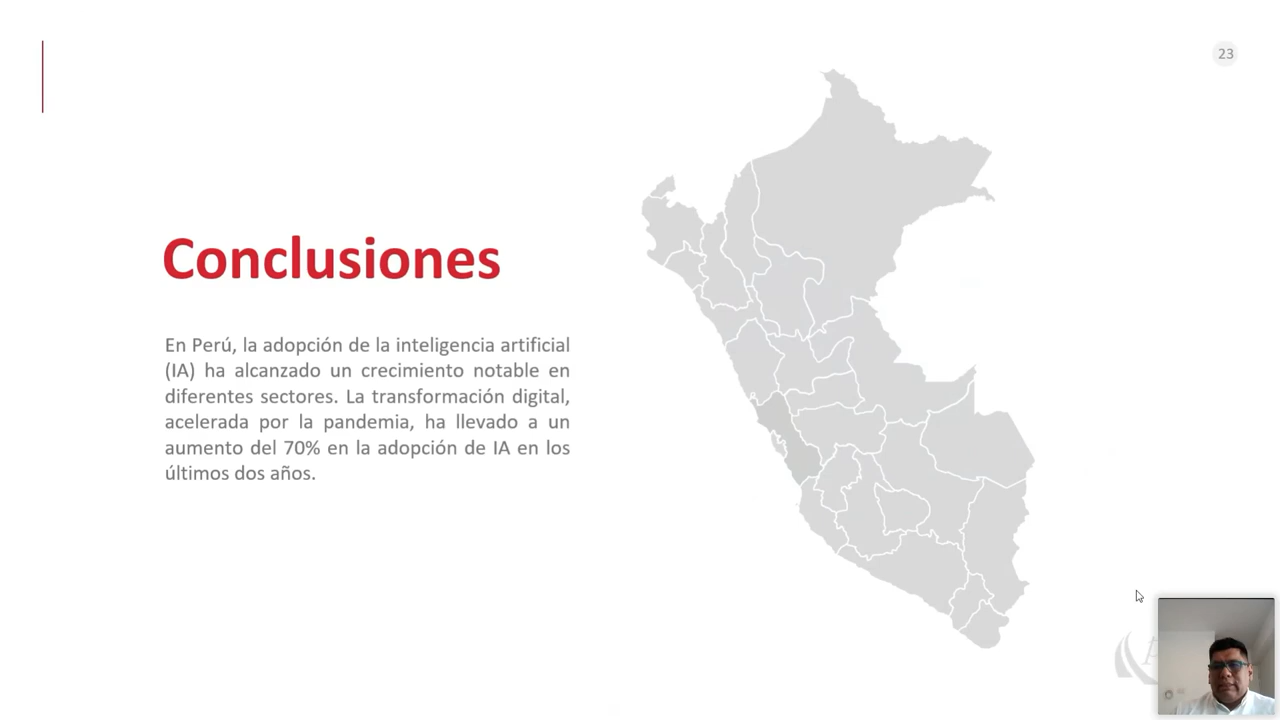 23
Conclusiones
En Perú, la adopción de la inteligencia artificial
(IA) ha alcanzado un crecimiento notable en
diferentes sectores. La transformación digital,
acelerada por la pandemia, ha llevado a un
aumento del 70% en la adopción de IA en los
últimos dos años.